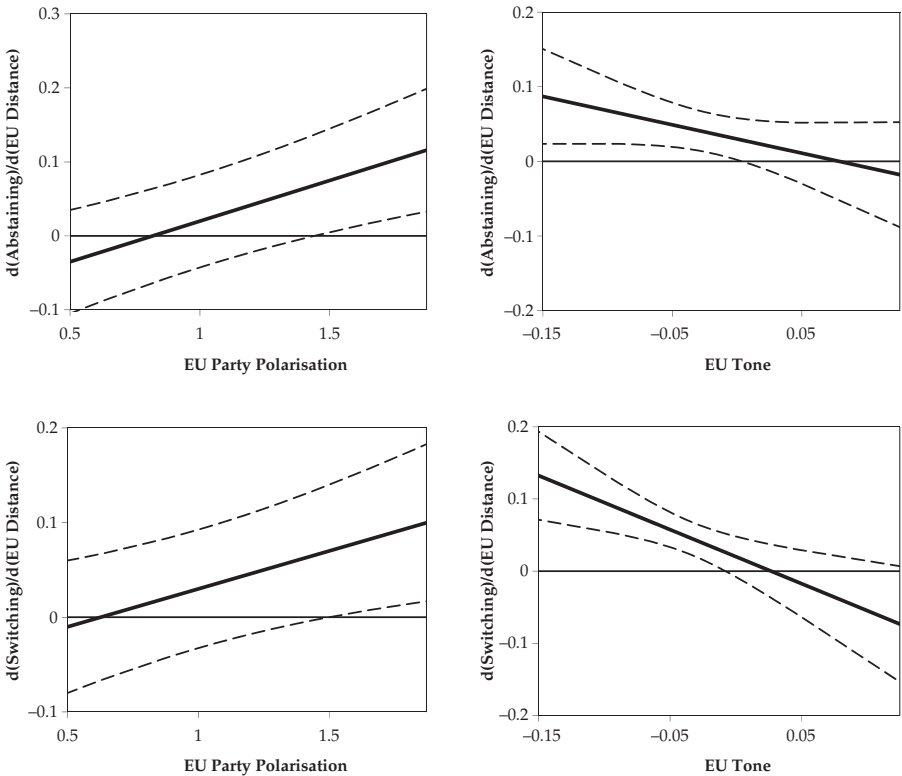 d(Abstaining)/d(EU Distance)
0.3
0.2
0.1
0
–0.1
0.5 1 1.5
EU Party Polarisation
d(Abstaining)/d(EU Distance)
0.2
0.1
0
–0.1
–0.2
–0.15 –0.05 0.05
EU Tone
d(Switching)/d(EU Distance)
0.2
0.1
0
–0.1
0.5 1 1.5
EU Party Polarisation
d(Switching)/d(EU Distance)
0.2
0.1
0
–0.1
–0.2
–0.15 –0.05 0.05
EU Tone